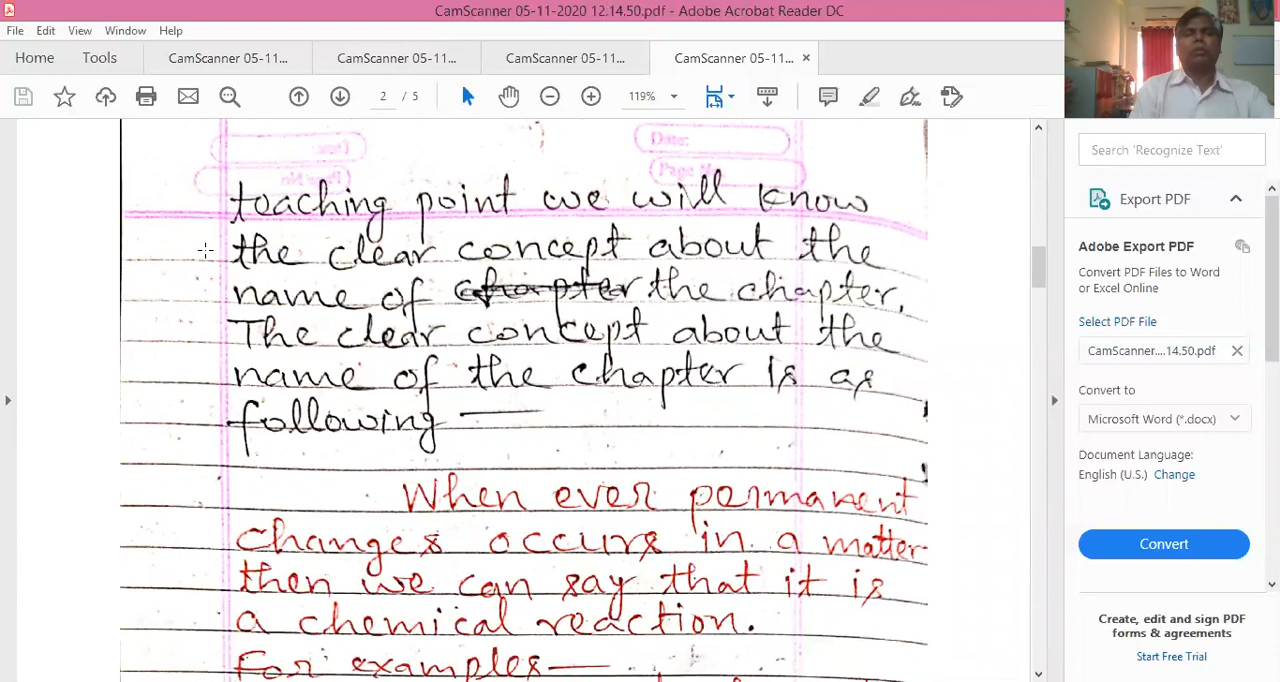 CamScanner 05-11-2020 12.14.50.pdf - Adobe Acrobat Reader DC
File Edit View Window Help
Home Tools CamScanner 05-11... CamScanner 05-11... CamScanner 05-11... CamScanner 05-11... ×
2 / 5 119%
Date:
Page
teaching point we will know
the clear concept about the
name of chapter the chapter.
The clear concept about the
name of the chapter is as
following —
When ever permanent
changes occurs in a matter
then we can say that it is
a chemical reaction.
For examples —
Search 'Recognize Text'
Export PDF
Adobe Export PDF
Convert PDF Files to Word
or Excel Online
Select PDF File
CamScanner....14.50.pdf
Convert to
Microsoft Word (*.docx)
Document Language:
English (U.S.) Change
Convert
Create, edit and sign PDF
forms & agreements
Start Free Trial